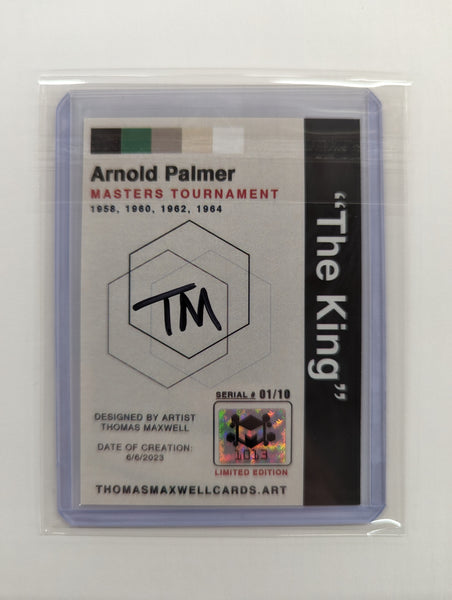 Arnold Palmer
MASTERS TOURNAMENT
1958, 1960, 1962, 1964
"The King"
TM
SERIAL # 01/10
1013
LIMITED EDITION
DESIGNED BY ARTIST
THOMAS MAXWELL
DATE OF CREATION:
6/6/2023
THOMASMAXWELLCARDS.ART